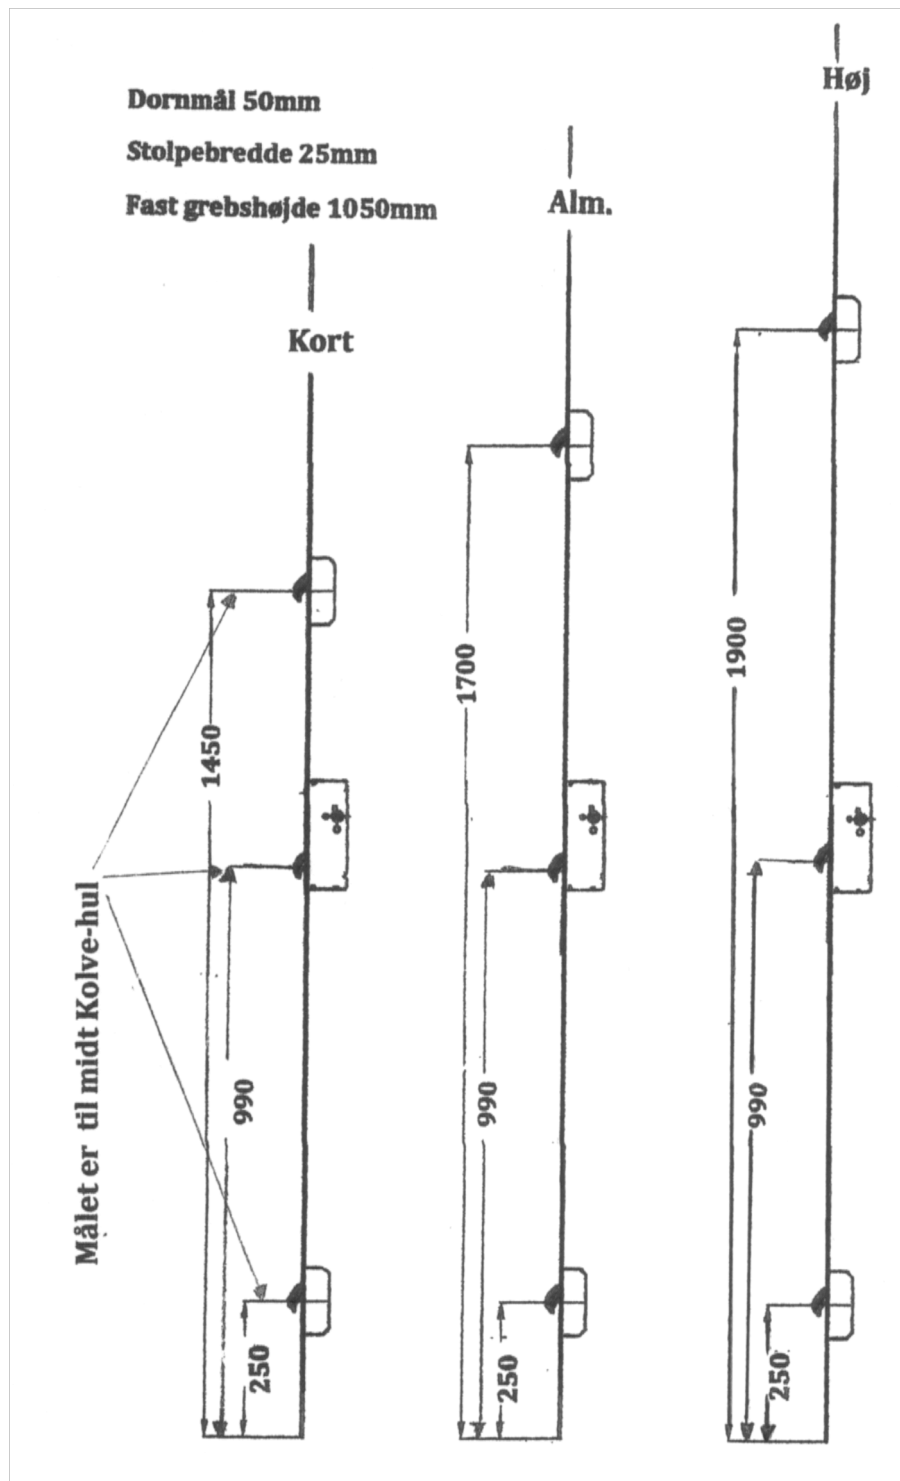 Dornmål 50mm
Stolpebredde 25mm
Fast grebshøjde 1050mm
Kort
Alm.
Høj
Målet er til midt Kolve-hul
1450
990
250
1700
990
250
1900
990
250